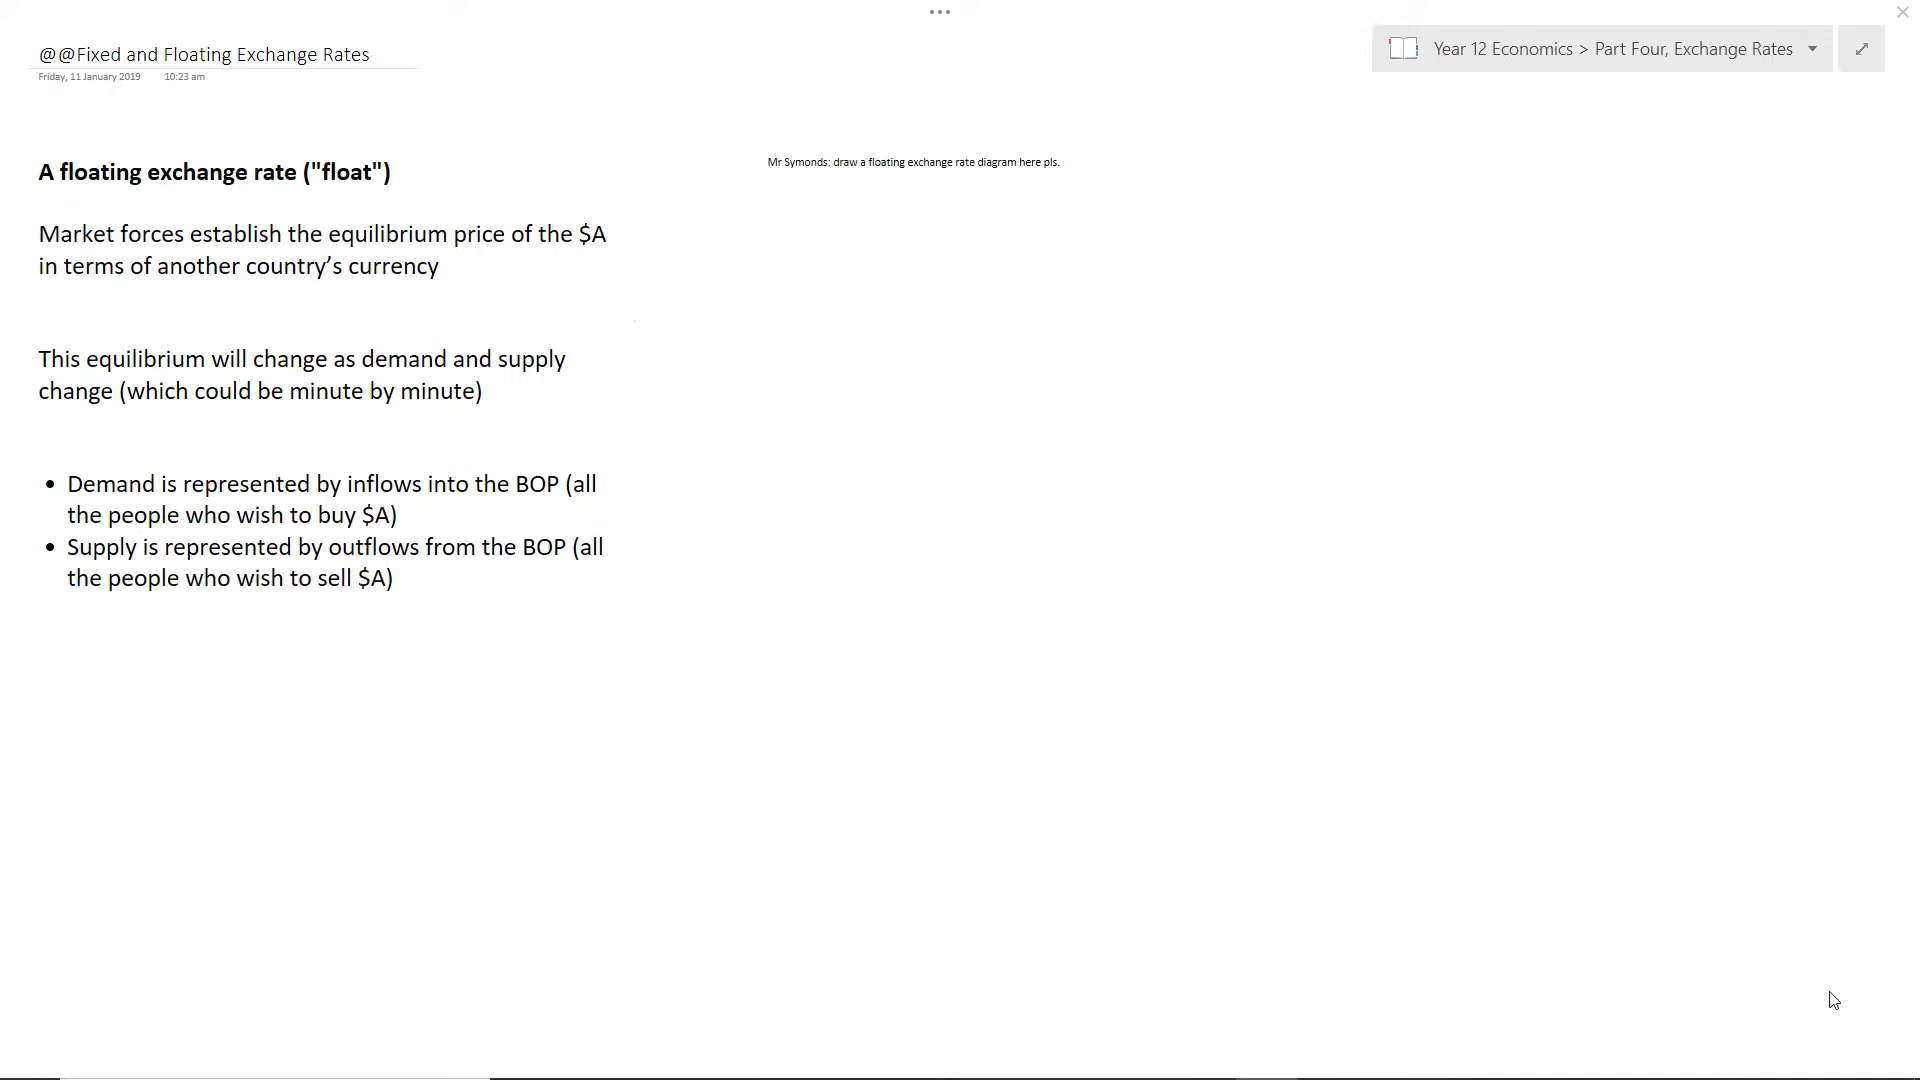 @@Fixed and Floating Exchange Rates
Friday, 11 January 2019 10:23 am
Year 12 Economics > Part Four, Exchange Rates
A floating exchange rate ("float")
Market forces establish the equilibrium price of the $A
in terms of another country’s currency
This equilibrium will change as demand and supply
change (which could be minute by minute)
• Demand is represented by inflows into the BOP (all
the people who wish to buy $A)
• Supply is represented by outflows from the BOP (all
the people who wish to sell $A)
Mr Symonds: draw a floating exchange rate diagram here pls.